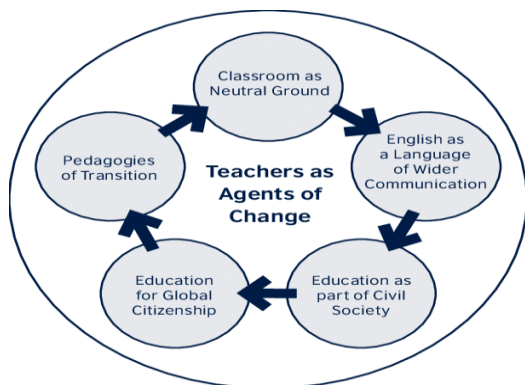 Classroom as
Neutral Ground
English as
a Language
of Wider
Communication
Pedagogies
of Transition
Teachers as
Agents of
Change
Education
for Global
Citizenship
Education as
part of Civil
Society